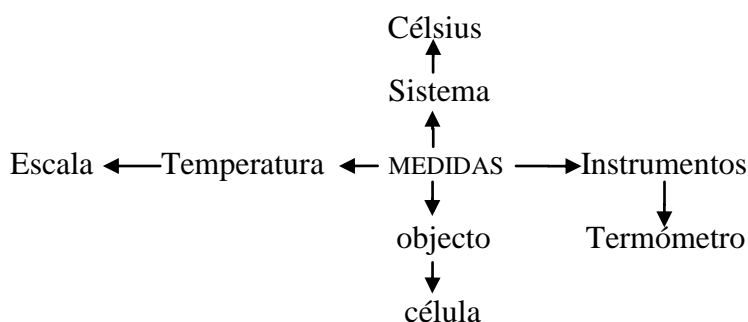 Célsius
Sistema
Escala Temperatura MEDIDAS Instrumentos
objecto Termómetro
célula